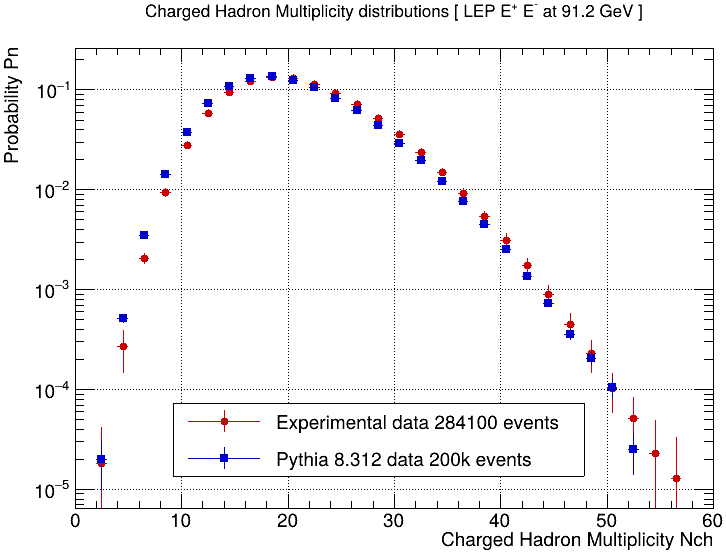 Charged Hadron Multiplicity distributions [ LEP E⁺ E⁻ at 91.2 GeV ]
Probability Pn
10⁻¹
10⁻²
10⁻³
10⁻⁴
10⁻⁵
Experimental data 284100 events
Pythia 8.312 data 200k events
0 10 20 30 40 50 60
Charged Hadron Multiplicity Nch